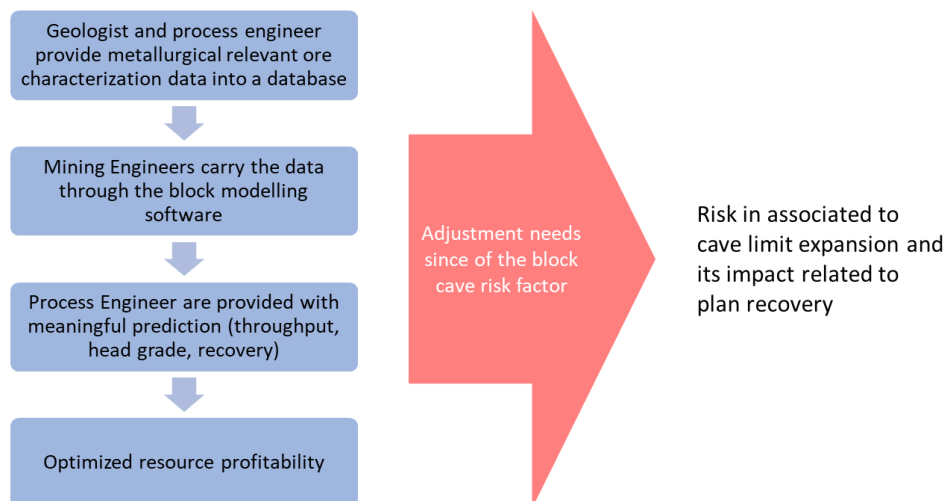 Geologist and process engineer
provide metallurgical relevant ore
characterization data into a database
Mining Engineers carry the data
through the block modelling
software
Process Engineer are provided with
meaningful prediction (throughput,
head grade, recovery)
Optimized resource profitability
Adjustment needs
since of the block
cave risk factor
Risk in associated to
cave limit expansion and
its impact related to
plan recovery